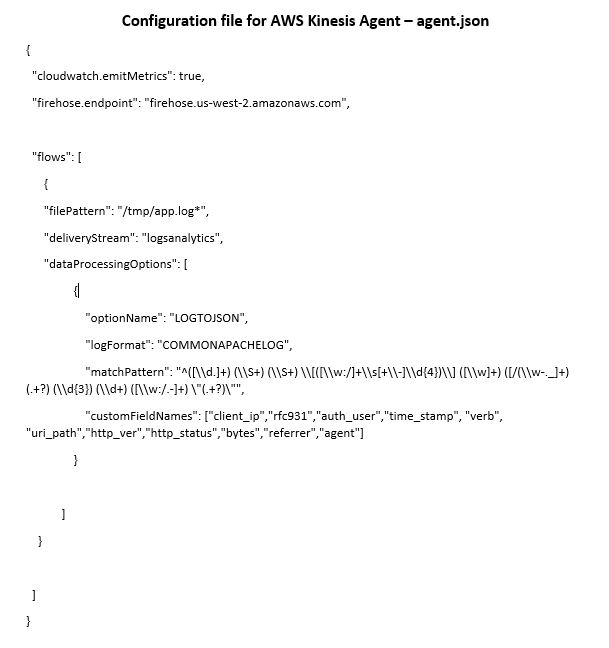 Configuration file for AWS Kinesis Agent – agent.json
{
"cloudwatch.emitMetrics": true,
"firehose.endpoint": "firehose.us-west-2.amazonaws.com",
"flows": [
{
"filePattern": "/tmp/app.log*",
"deliveryStream": "logsanalytics",
"dataProcessingOptions": [
{
"optionName": "LOGTOJSON",
"logFormat": "COMMONAPACHELOG",
"matchPattern": "^([\\d.]+) (\\S+) (\\S+) \\[([\\w:/]+\\s[+\\-]\\d{4})\\] ([\\w]+) ([/(\\w-._]+)
(.+?) (\\d{3}) (\\d+) ([\\w:/.-]+) \"(.+?)\"",
"customFieldNames": ["client_ip","rfc931","auth_user","time_stamp", "verb",
"uri_path","http_ver","http_status","bytes","referrer","agent"]
}
]
}
]
}